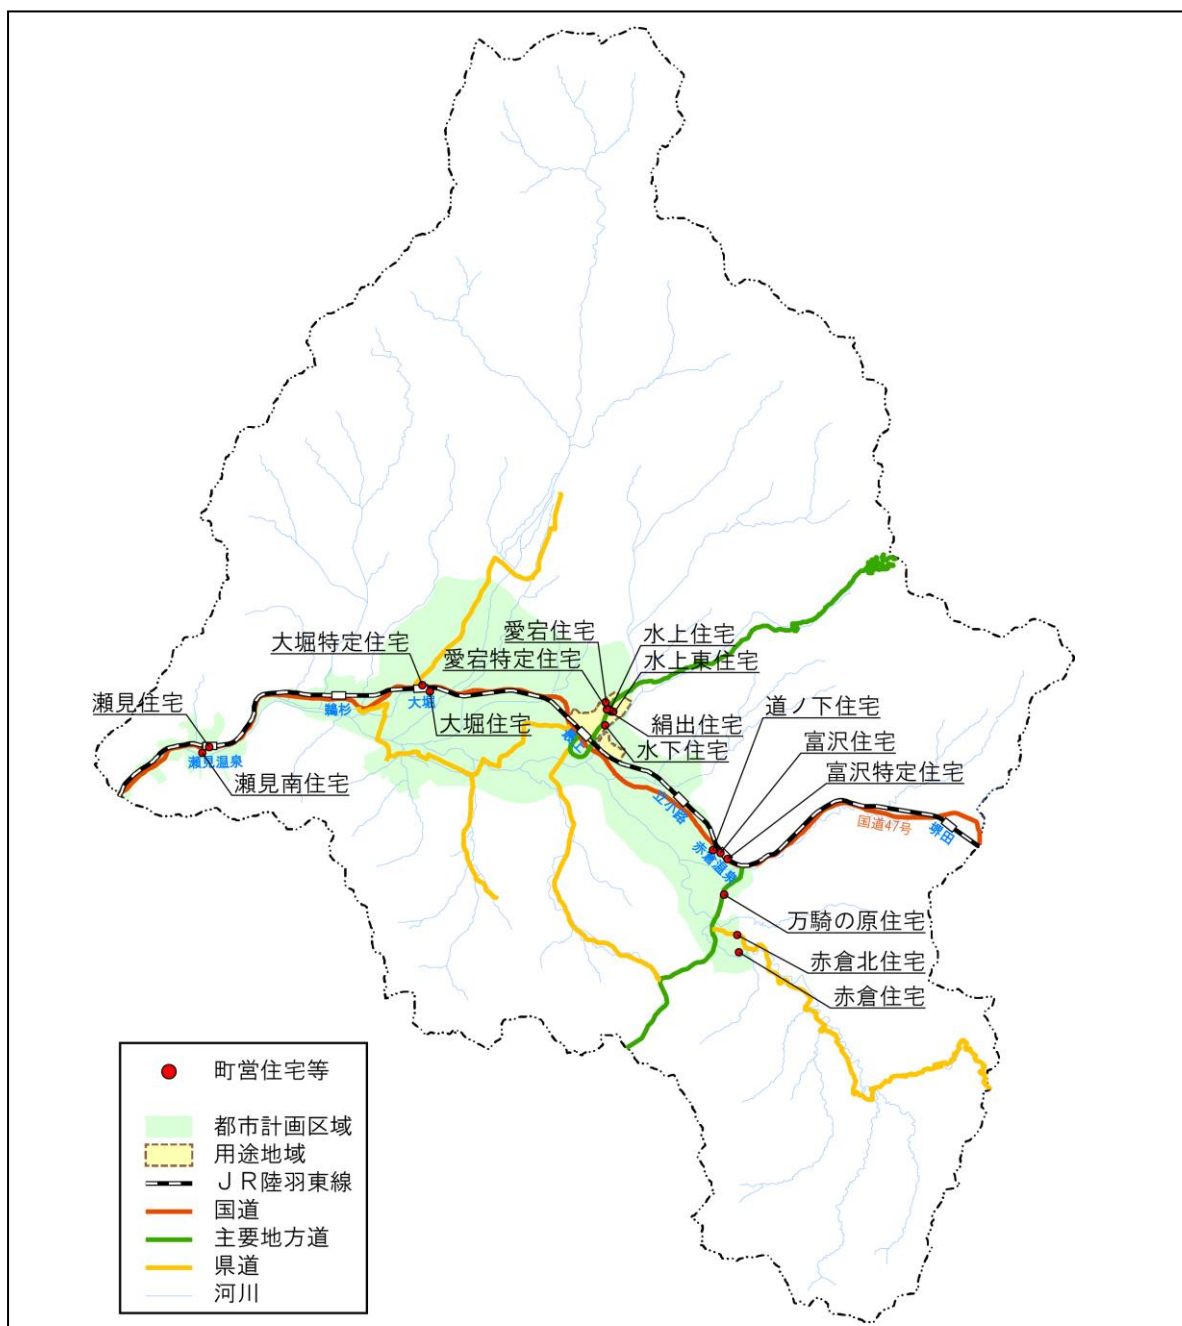 愛宕住宅
水上住宅
大堀特定住宅
愛宕特定住宅
水上東住宅
瀬見住宅
鵜杉
大堀
大堀住宅
絹出住宅
道ノ下住宅
水下住宅
富沢住宅
最上
瀬見温泉
瀬見南住宅
富沢特定住宅
立小路
国道47号
堺田
赤倉温泉
万騎の原住宅
赤倉北住宅
赤倉住宅
町営住宅等
都市計画区域
用途地域
ＪＲ陸羽東線
国道
主要地方道
県道
河川